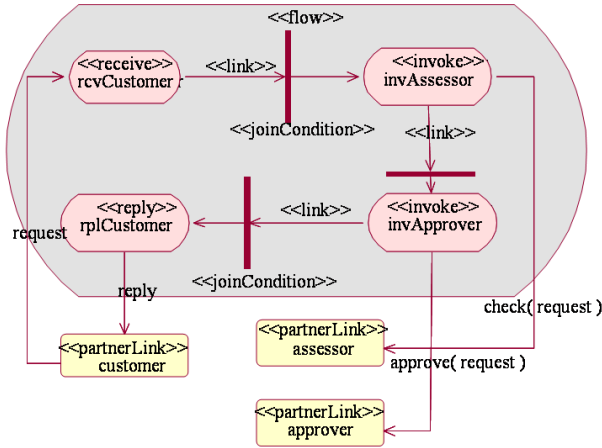 <<flow>>
<<receive>>
rcvCustomer
<<link>>
<<invoke>>
invAssessor
<<joinCondition>>
<<link>>
<<reply>>
rplCustomer
<<link>>
<<invoke>>
invApprover
request
<<joinCondition>>
reply
check( request )
<<partnerLink>>
customer
<<partnerLink>>
assessor
approve( request )
<<partnerLink>>
approver